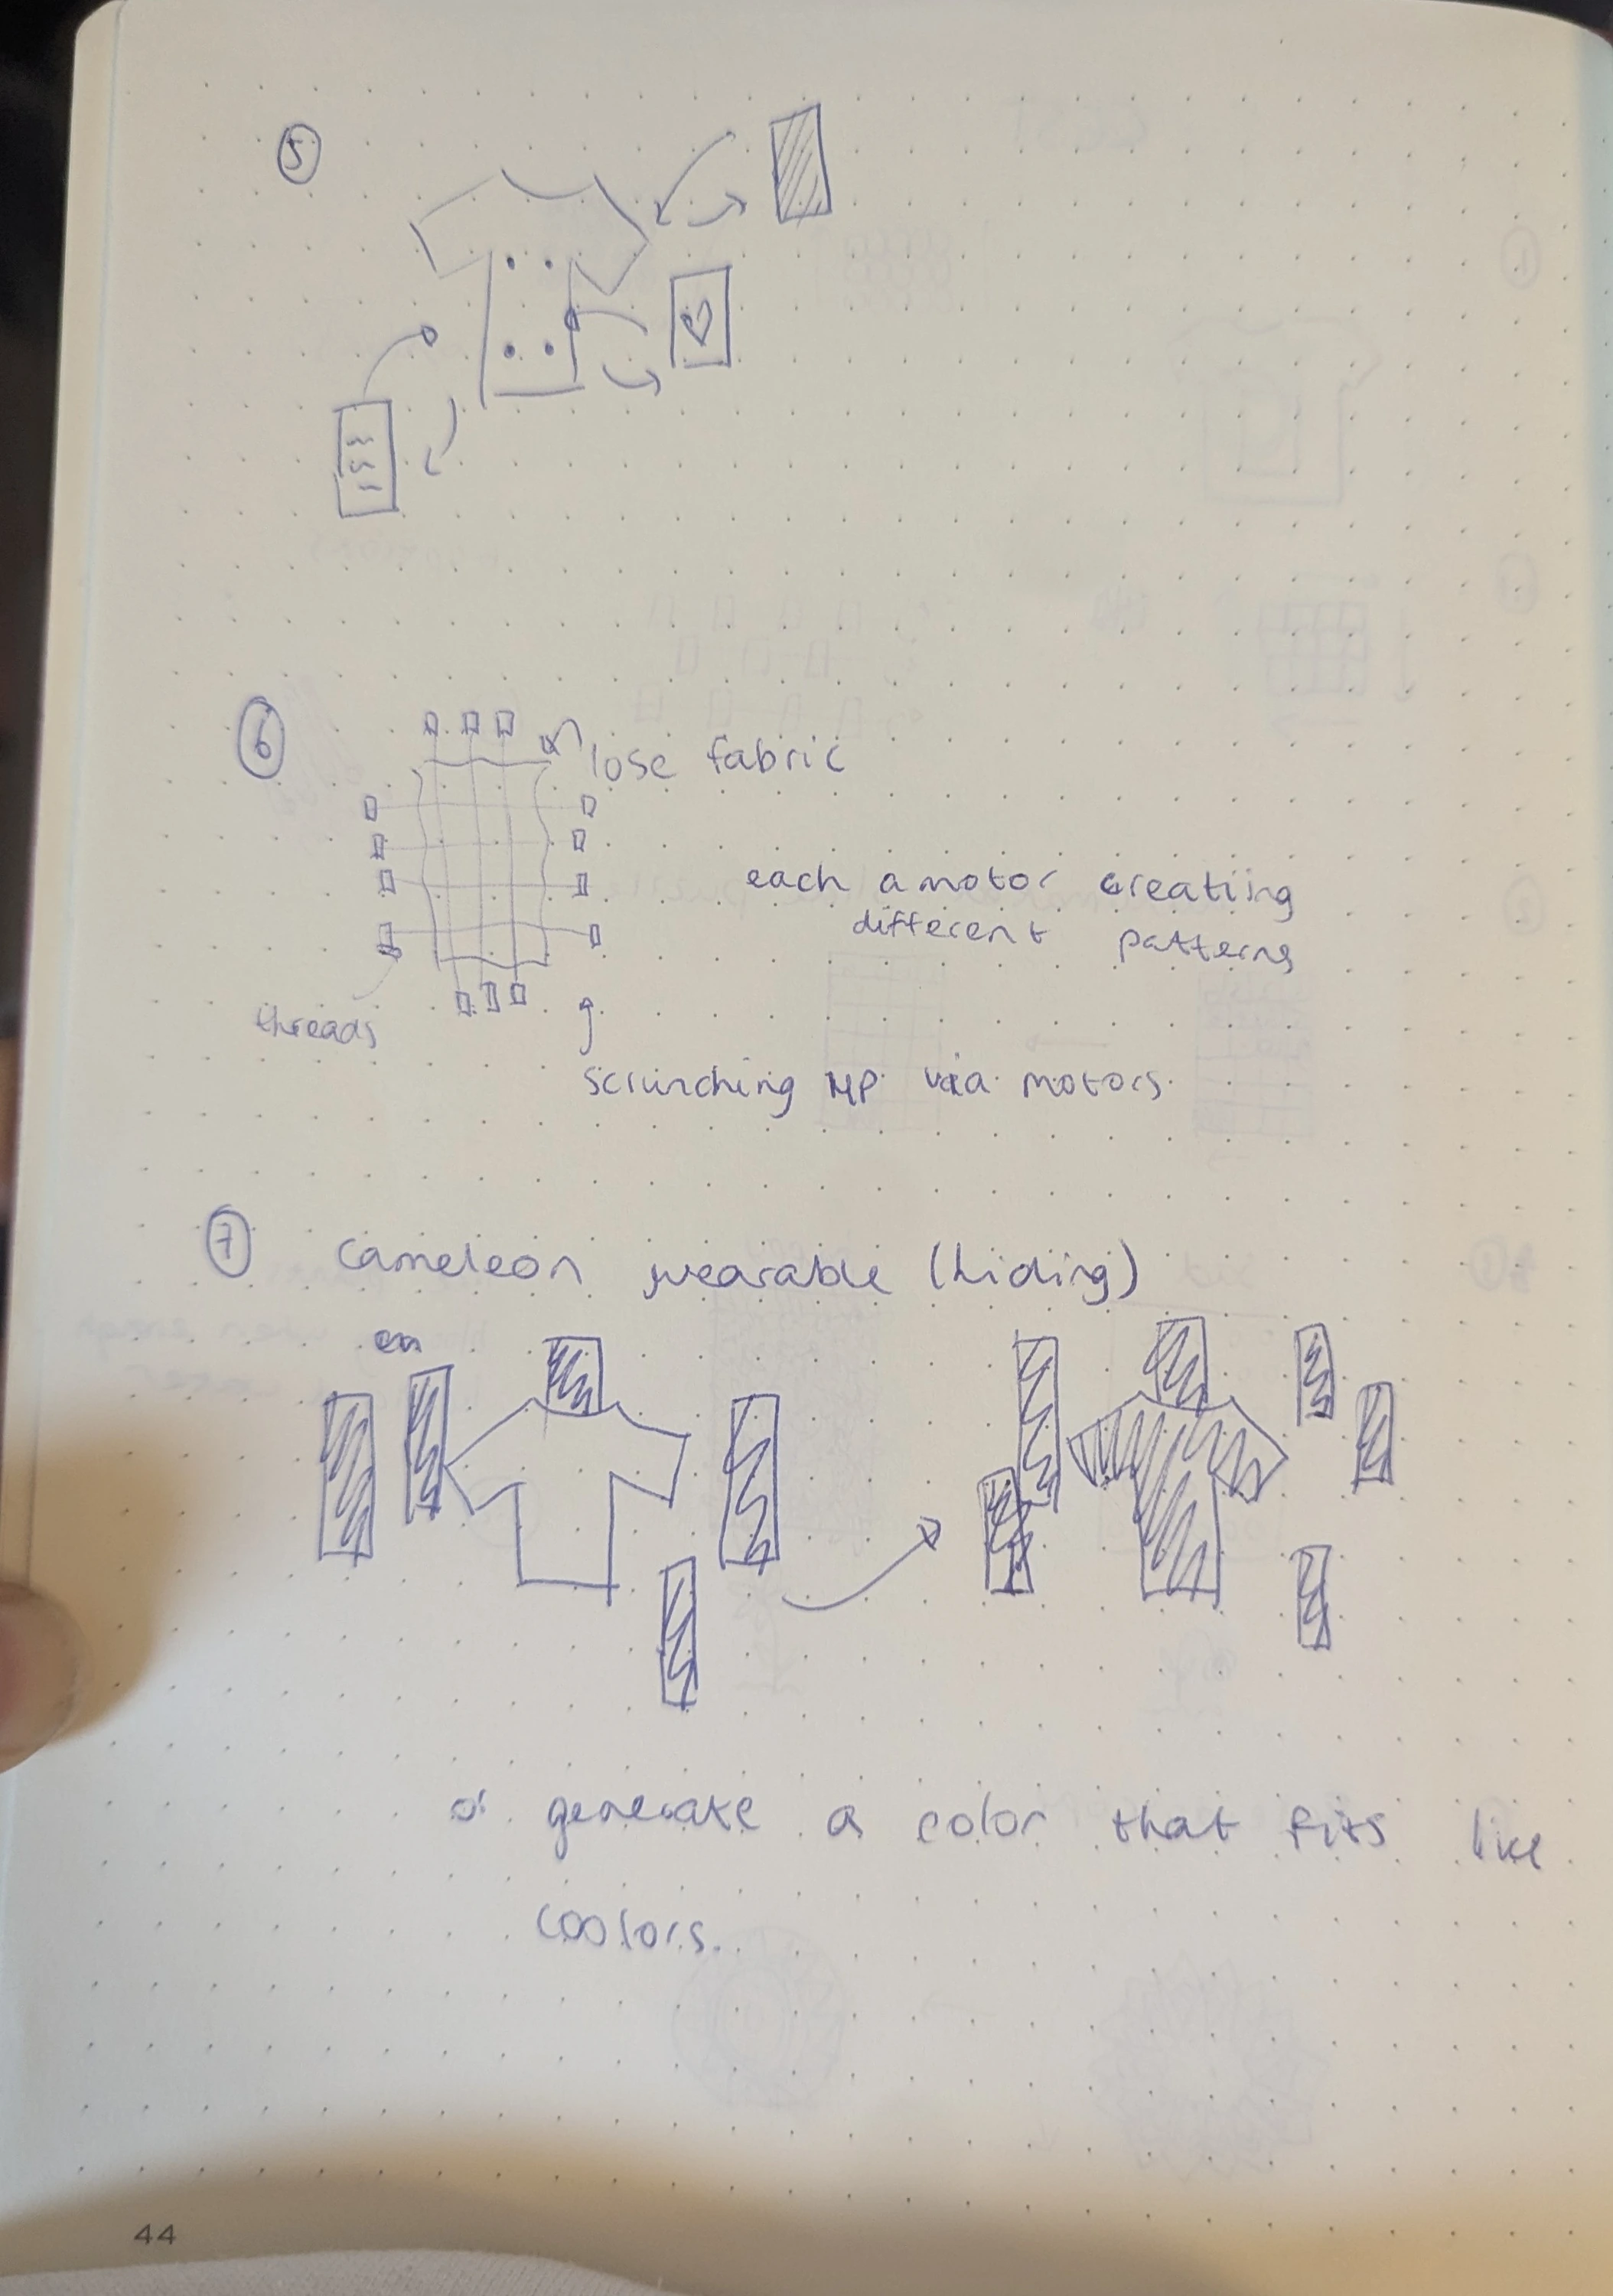 5
6
lose fabric
each a motor creatiing
different patterns
threads
scrunching up via motors
7 cameleon wearable (hiding)
generate a color that fits like
coolors..
44